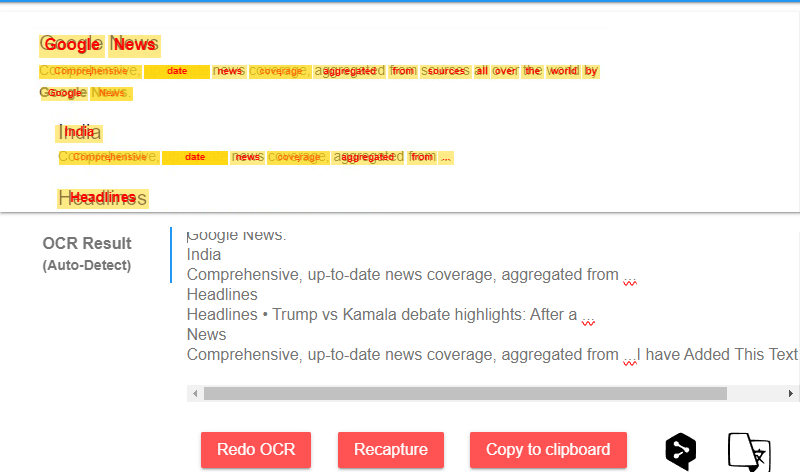 Google News
Comprehensive, date news coverage, aggregated from sources all over the world by
Google News.
India
Comprehensive, date news coverage, aggregated from ...
Headlines
OCR Result
(Auto-Detect)
Google News.
India
Comprehensive, up-to-date news coverage, aggregated from ...
Headlines
Headlines • Trump vs Kamala debate highlights: After a ...
News
Comprehensive, up-to-date news coverage, aggregated from ...I have Added This Text
Redo OCR Recapture Copy to clipboard